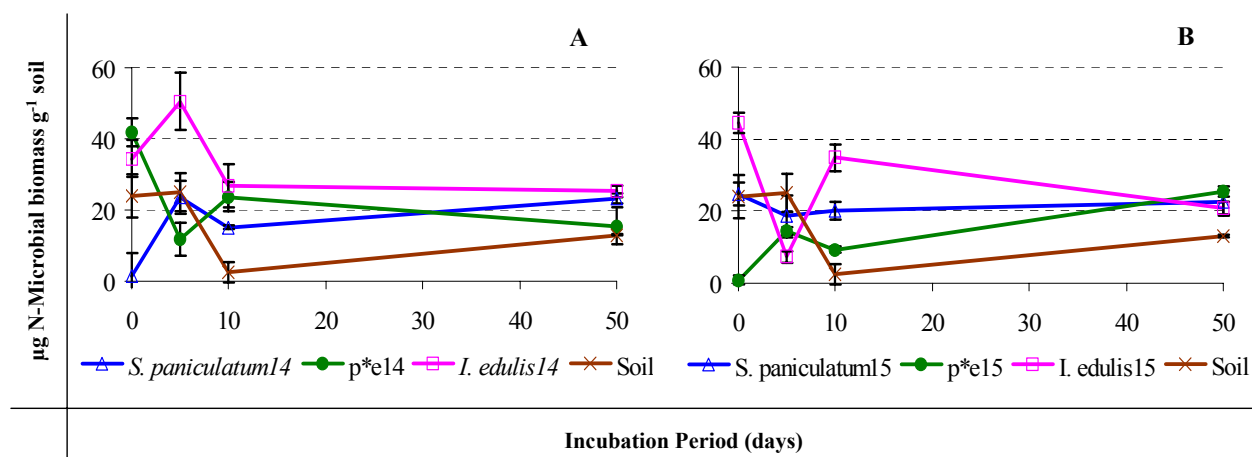 µg N-Microbial biomass g⁻¹ soil
A
60
40
20
0
0 10 20 30 40 50
S. paniculatum14 p*e14 I. edulis14 Soil
B
60
40
20
0
0 10 20 30 40 50
S. paniculatum15 p*e15 I. edulis15 Soil
Incubation Period (days)